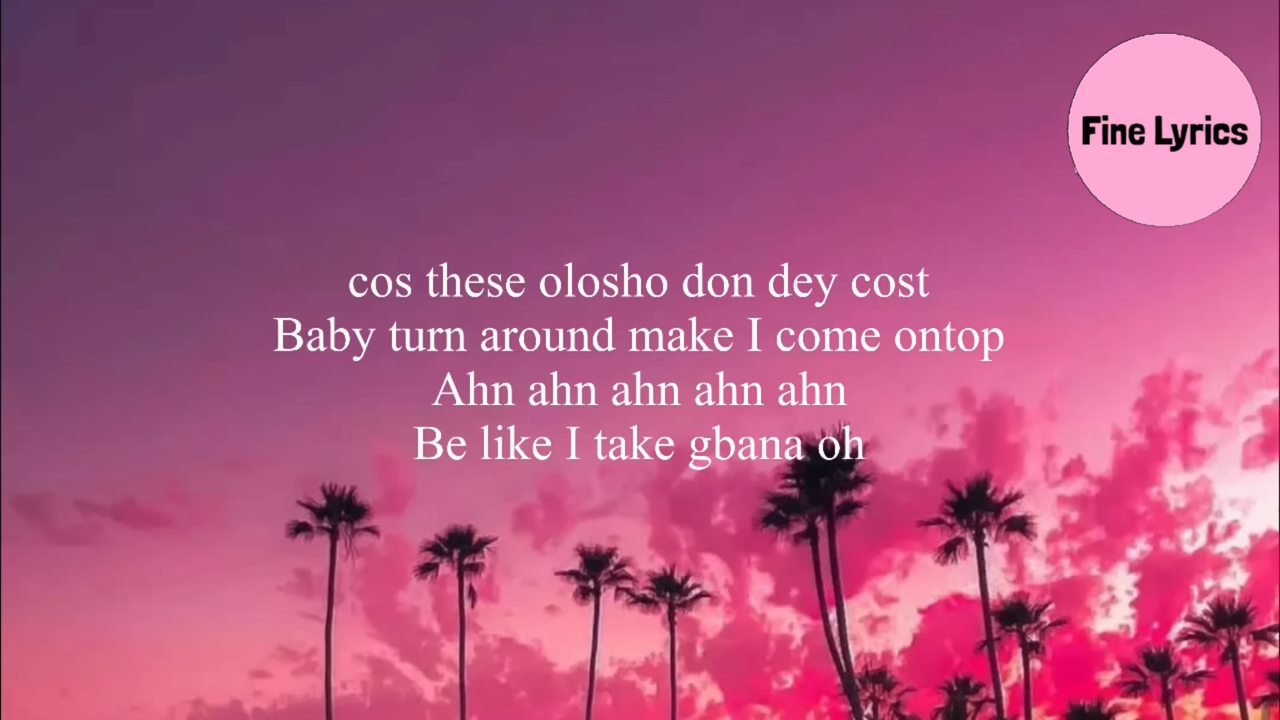 Fine Lyrics
cos these olosho don dey cost
Baby turn around make I come ontop
Ahn ahn ahn ahn ahn
Be like I take gbana oh